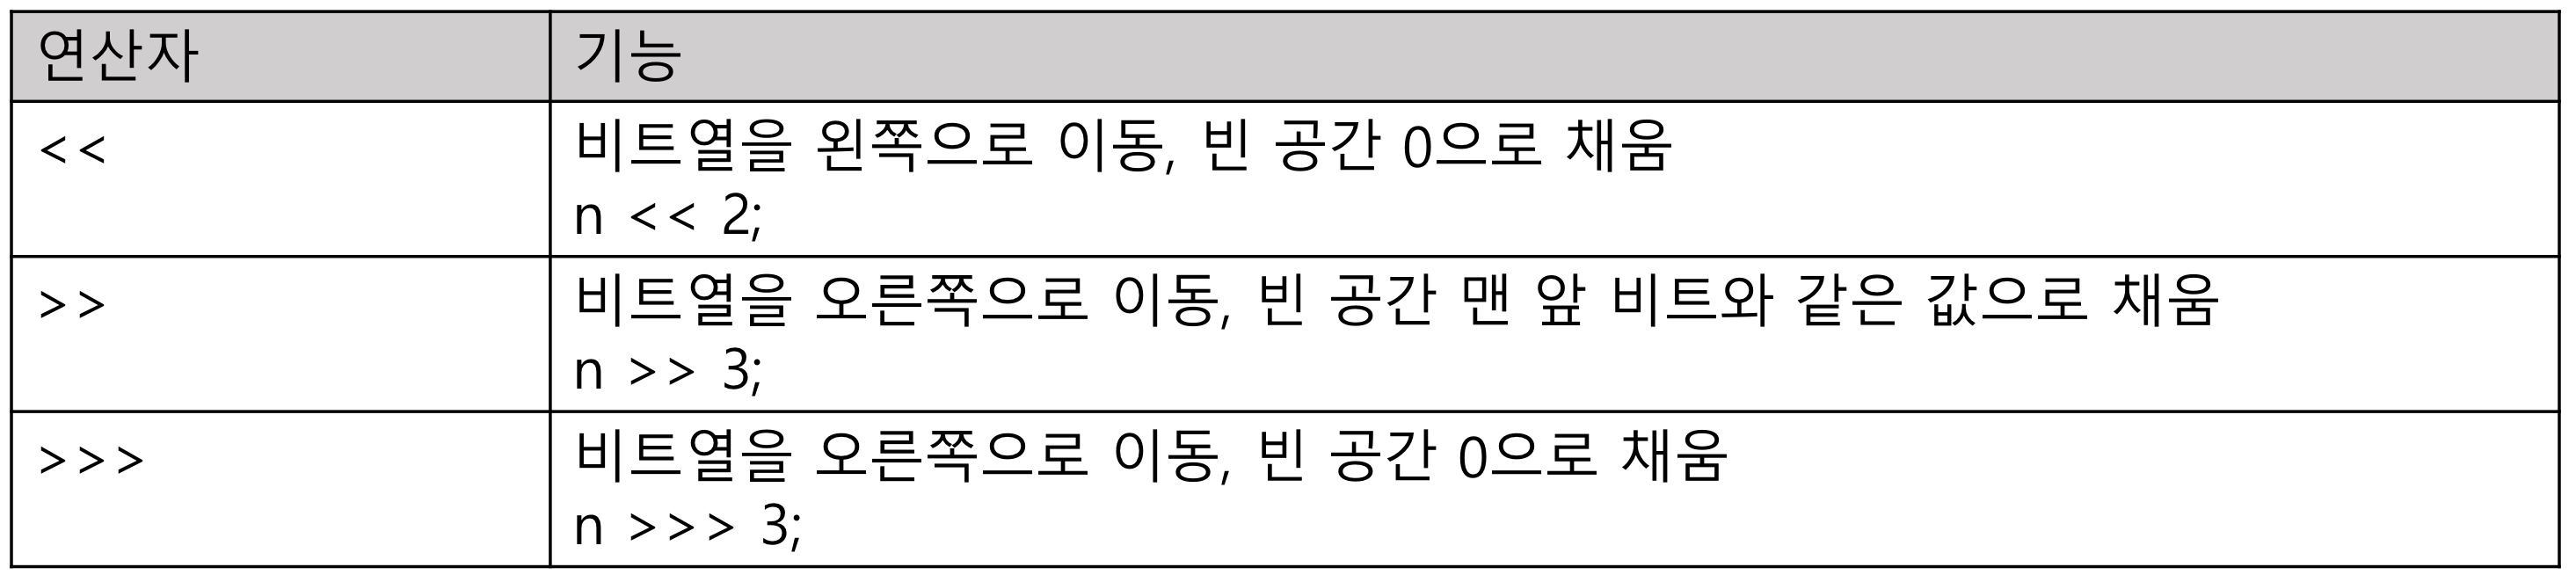 연산자 기능
<< 비트열을 왼쪽으로 이동, 빈 공간 0으로 채움
n << 2;
>> 비트열을 오른쪽으로 이동, 빈 공간 맨 앞 비트와 같은 값으로 채움
n >> 3;
>>> 비트열을 오른쪽으로 이동, 빈 공간 0으로 채움
n >>> 3;